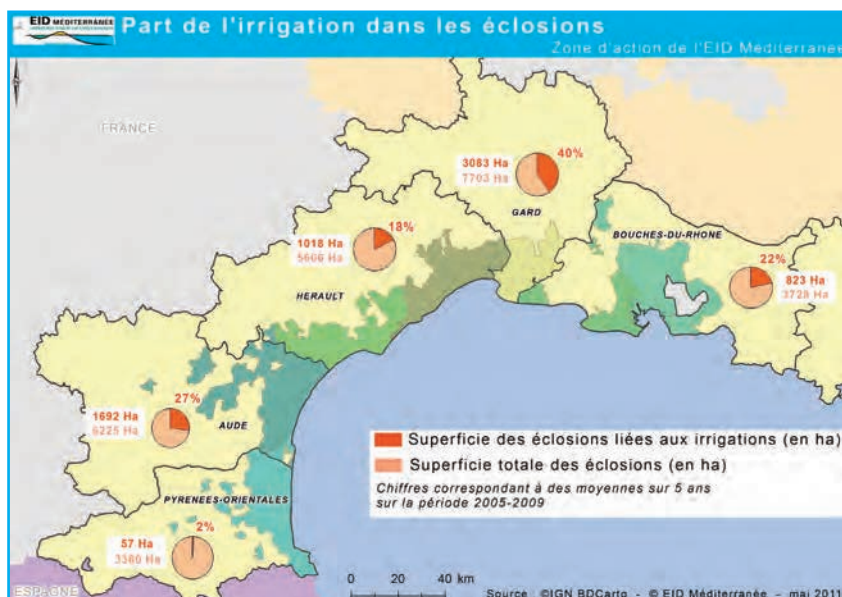 EID MÉDITERRANÉE
Part de l'irrigation dans les éclosions
Zone d'action de l'EID Méditerranée
FRANCE
3083 Ha
7703 Ha
40%
GARD
1018 Ha
5606 Ha
18%
HERAULT
BOUCHES-DU-RHONE
22%
823 Ha
3728 Ha
1692 Ha
6225 Ha
27%
AUDE
PYRENEES-ORIENTALES
57 Ha
3360 Ha
2%
ESPAGNE
Superficie des éclosions liées aux irrigations (en ha)
Superficie totale des éclosions (en ha)
Chiffres correspondant à des moyennes sur 5 ans
sur la période 2005-2009
0 20 40 km
Source : ©IGN BDCarto - © EID Méditerranée - mai 2011